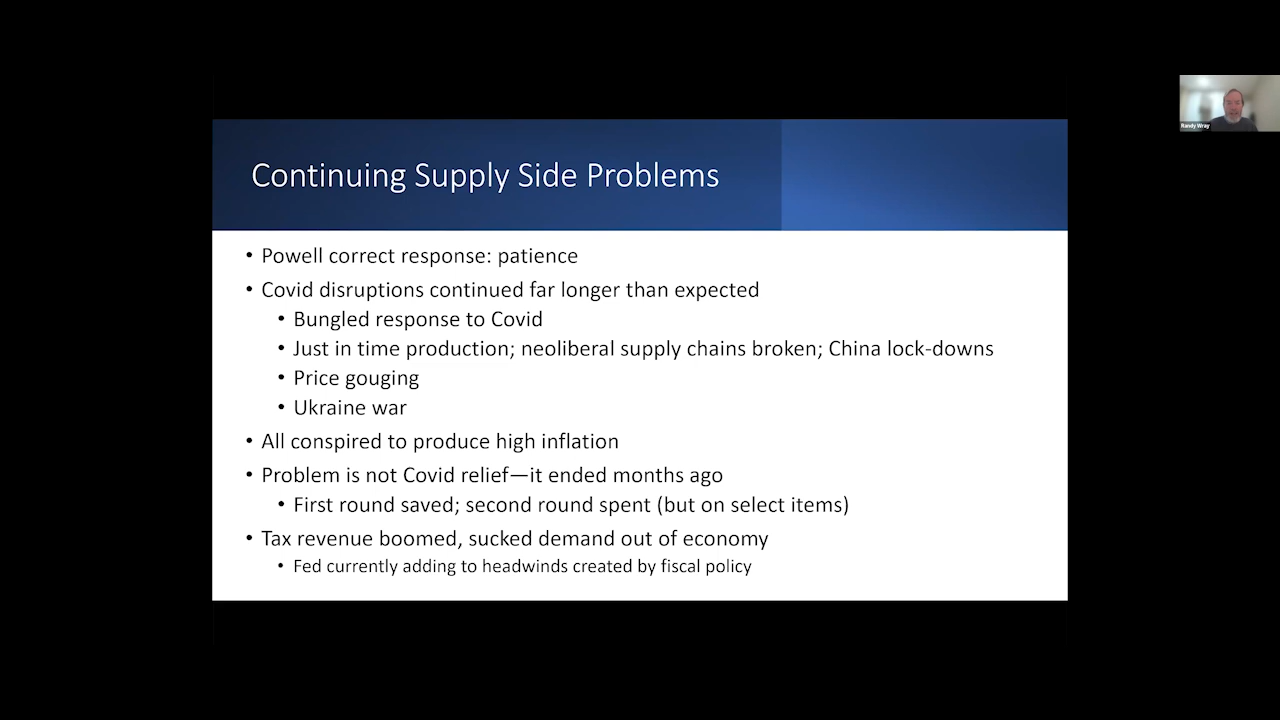 Continuing Supply Side Problems
Randy Wray
• Powell correct response: patience
• Covid disruptions continued far longer than expected
• Bungled response to Covid
• Just in time production; neoliberal supply chains broken; China lock-downs
• Price gouging
• Ukraine war
• All conspired to produce high inflation
• Problem is not Covid relief—it ended months ago
• First round saved; second round spent (but on select items)
• Tax revenue boomed, sucked demand out of economy
• Fed currently adding to headwinds created by fiscal policy